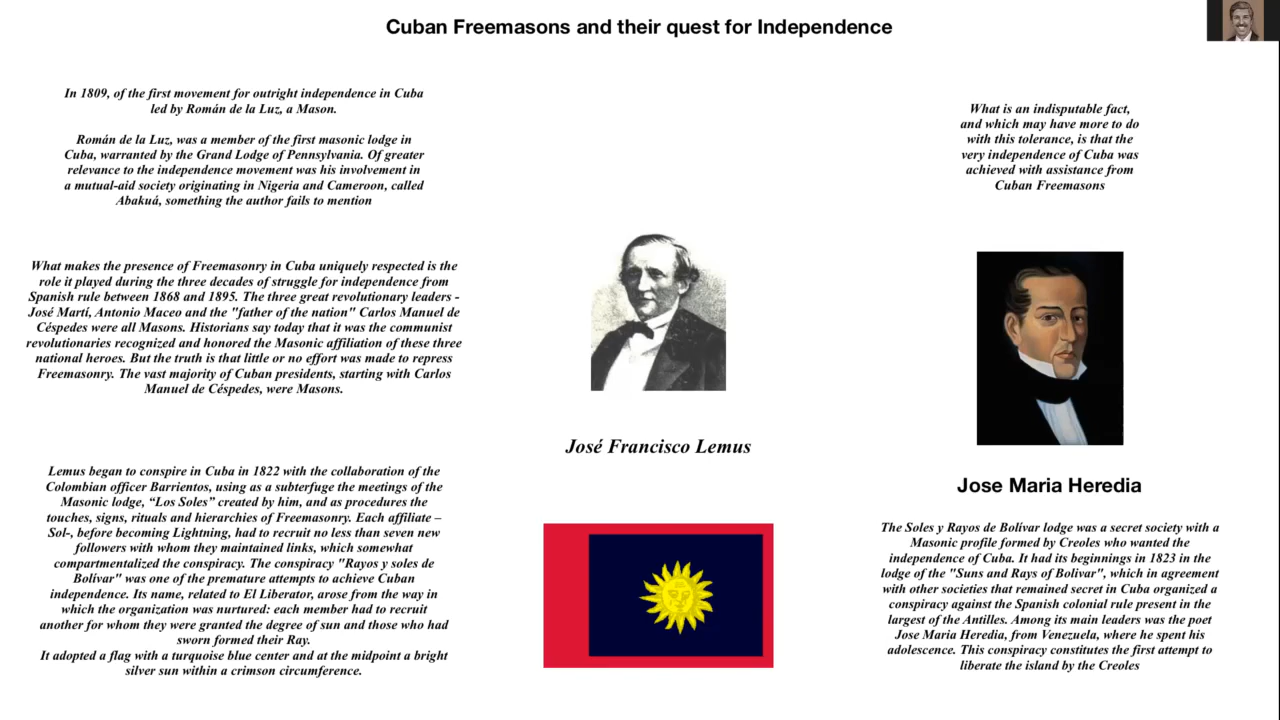 Cuban Freemasons and their quest for Independence
In 1809, of the first movement for outright independence in Cuba
led by Román de la Luz, a Mason.
Román de la Luz, was a member of the first masonic lodge in
Cuba, warranted by the Grand Lodge of Pennsylvania. Of greater
relevance to the independence movement was his involvement in
a mutual-aid society originating in Nigeria and Cameroon, called
Abakuá, something the author fails to mention
What makes the presence of Freemasonry in Cuba uniquely respected is the
role it played during the three decades of struggle for independence from
Spanish rule between 1868 and 1895. The three great revolutionary leaders -
José Martí, Antonio Maceo and the "father of the nation" Carlos Manuel de
Céspedes were all Masons. Historians say today that it was the communist
revolutionaries recognized and honored the Masonic affiliation of these three
national heroes. But the truth is that little or no effort was made to repress
Freemasonry. The vast majority of Cuban presidents, starting with Carlos
Manuel de Céspedes, were Masons.
Lemus began to conspire in Cuba in 1822 with the collaboration of the
Colombian officer Barrientos, using as a subterfuge the meetings of the
Masonic lodge, “Los Soles” created by him, and as procedures the
touches, signs, rituals and hierarchies of Freemasonry. Each affiliate –
Sol-, before becoming Lightning, had to recruit no less than seven new
followers with whom they maintained links, which somewhat
compartmentalized the conspiracy. The conspiracy "Rayos y soles de
Bolívar" was one of the premature attempts to achieve Cuban
independence. Its name, related to El Liberator, arose from the way in
which the organization was nurtured: each member had to recruit
another for whom they were granted the degree of sun and those who had
sworn formed their Ray.
It adopted a flag with a turquoise blue center and at the midpoint a bright
silver sun within a crimson circumference.
José Francisco Lemus
What is an indisputable fact,
and which may have more to do
with this tolerance, is that the
very independence of Cuba was
achieved with assistance from
Cuban Freemasons
Jose Maria Heredia
The Soles y Rayos de Bolívar lodge was a secret society with a
Masonic profile formed by Creoles who wanted the
independence of Cuba. It had its beginnings in 1823 in the
lodge of the "Suns and Rays of Bolivar", which in agreement
with other societies that remained secret in Cuba organized a
conspiracy against the Spanish colonial rule present in the
largest of the Antilles. Among its main leaders was the poet
Jose Maria Heredia, from Venezuela, where he spent his
adolescence. This conspiracy constitutes the first attempt to
liberate the island by the Creoles